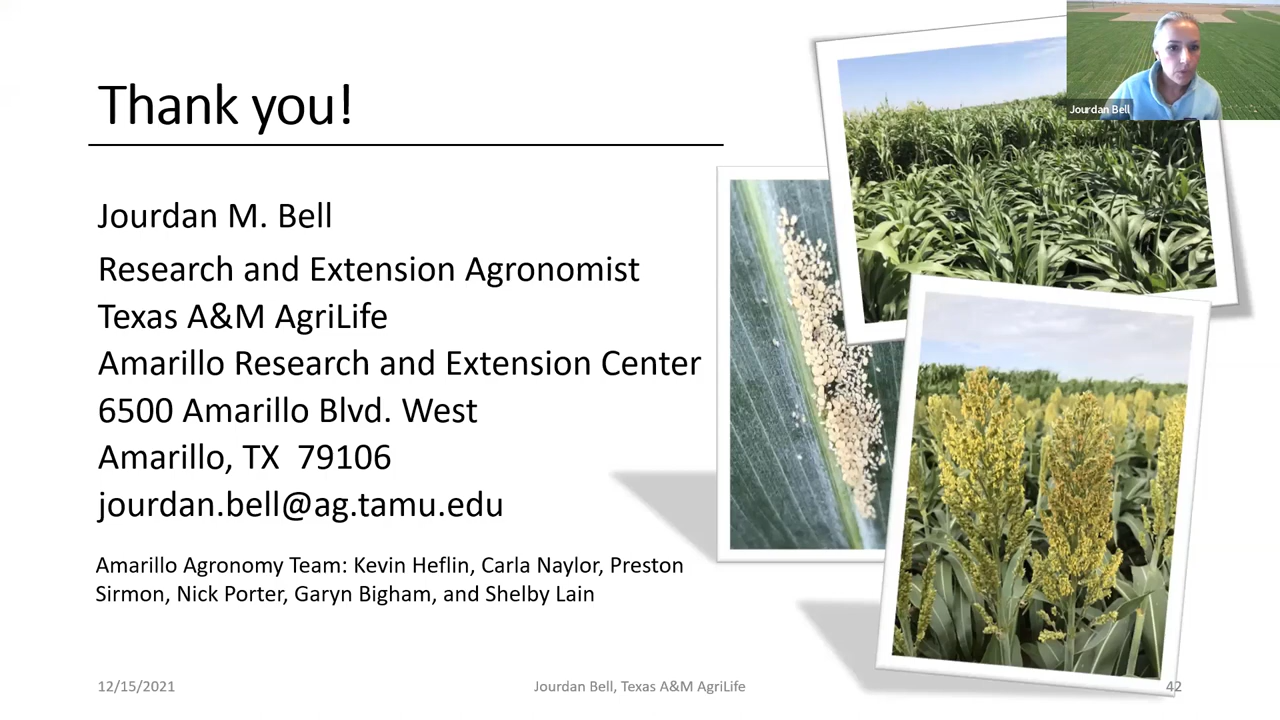 Jourdan Bell
Thank you!
Jourdan M. Bell
Research and Extension Agronomist
Texas A&M AgriLife
Amarillo Research and Extension Center
6500 Amarillo Blvd. West
Amarillo, TX  79106
jourdan.bell@ag.tamu.edu
Amarillo Agronomy Team: Kevin Heflin, Carla Naylor, Preston
Sirmon, Nick Porter, Garyn Bigham, and Shelby Lain
12/15/2021
Jourdan Bell, Texas A&M AgriLife
42